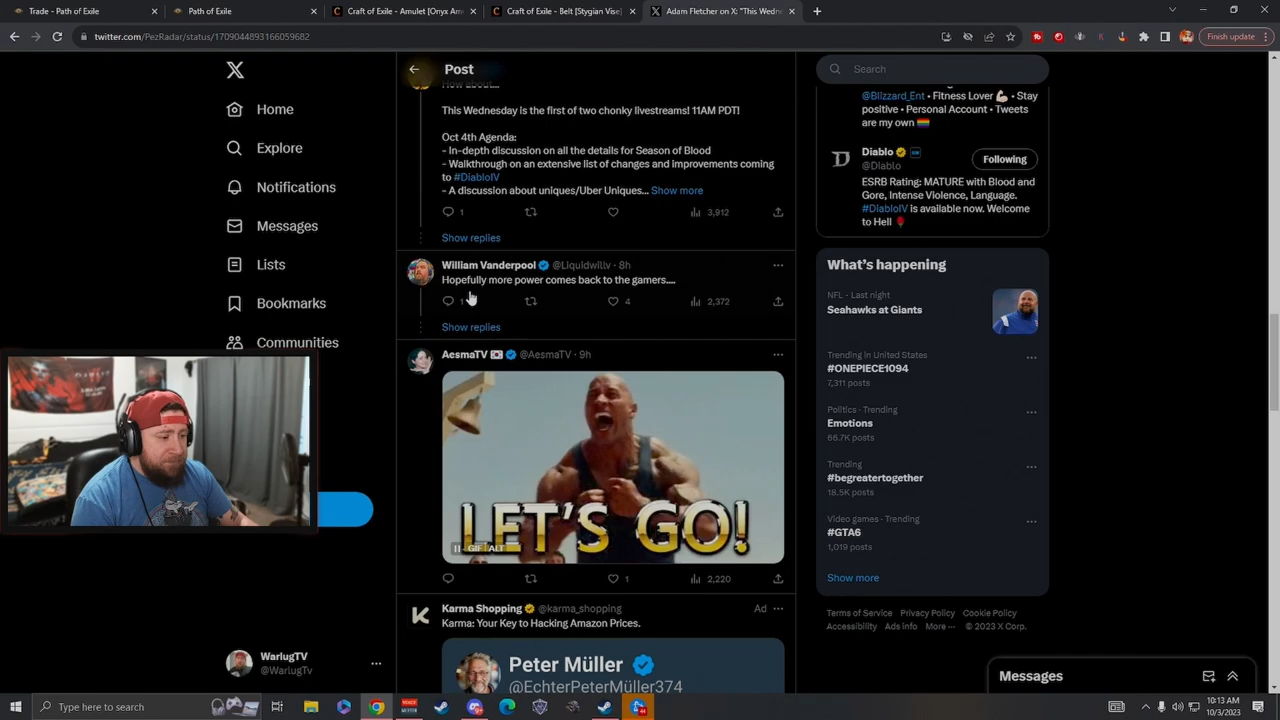 Trade - Path of Exile
Path of Exile
Craft of Exile - Amulet [Onyx Am
Craft of Exile - Belt [Stygian Vise]
Adam Fletcher on X: "This Wedn
twitter.com/PezRadar/status/1709044893166059682
Finish update
Home
Explore
Notifications
Messages
Lists
Bookmarks
Communities
WarlugTV
@WarlugTv
Post
How about...
This Wednesday is the first of two chonky livestreams! 11AM PDT!
Oct 4th Agenda:
- In-depth discussion on all the details for Season of Blood
- Walkthrough on an extensive list of changes and improvements coming
to #DiabloIV
- A discussion about uniques/Uber Uniques... Show more
1
3,912
Show replies
William Vanderpool @Liquidwillv · 8h
Hopefully more power comes back to the gamers....
1
4
2,372
Show replies
AesmaTV 🇰🇷 @AesmaTV · 9h
LET'S GO!
GIF ALT
1
2,220
Karma Shopping @karma_shopping
Ad
Karma: Your Key to Hacking Amazon Prices.
Peter Müller
@EchterPeterMüller374
Search
@Blizzard_Ent • Fitness Lover 💪🏻 • Stay
positive • Personal Account • Tweets
are my own 🏳️‍🌈
Diablo
@Diablo
Following
ESRB Rating: MATURE with Blood and
Gore, Intense Violence, Language.
#DiabloIV is available now. Welcome
to Hell 🌹
What's happening
NFL · Last night
Seahawks at Giants
Trending in United States
#ONEPIECE1094
7,311 posts
Politics · Trending
Emotions
66.7K posts
Trending
#begreatertogether
18.5K posts
Video games · Trending
#GTA6
1,019 posts
Show more
Terms of Service Privacy Policy Cookie Policy
Accessibility Ads info More ··· © 2023 X Corp.
Messages
Type here to search
10:13 AM
10/3/2023